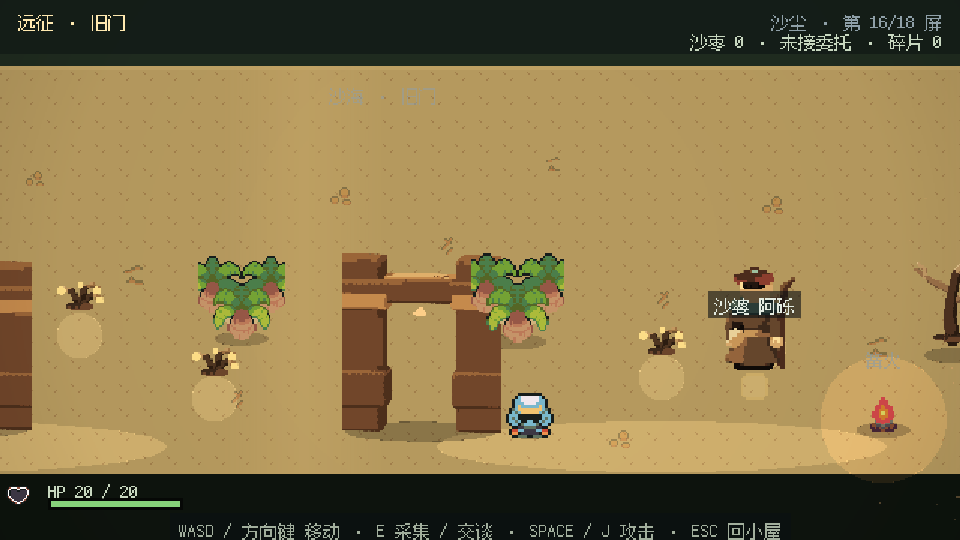 远征 · 旧门
沙尘 · 第 16/18 屏
沙枣 0 · 未接委托 · 碎片 0
沙婆 阿砾
HP 20 / 20
WASD / 方向键 移动 · E 采集 / 交谈 · SPACE / J 攻击 · ESC 回小屋